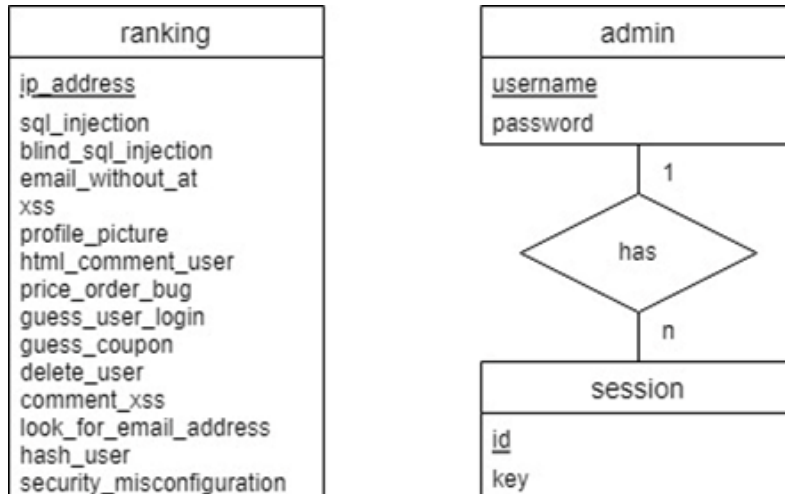 ranking
ip_address
sql_injection
blind_sql_injection
email_without_at
xss
profile_picture
html_comment_user
price_order_bug
guess_user_login
guess_coupon
delete_user
comment_xss
look_for_email_address
hash_user
security_misconfiguration
admin
username
password
1
has
n
session
id
key